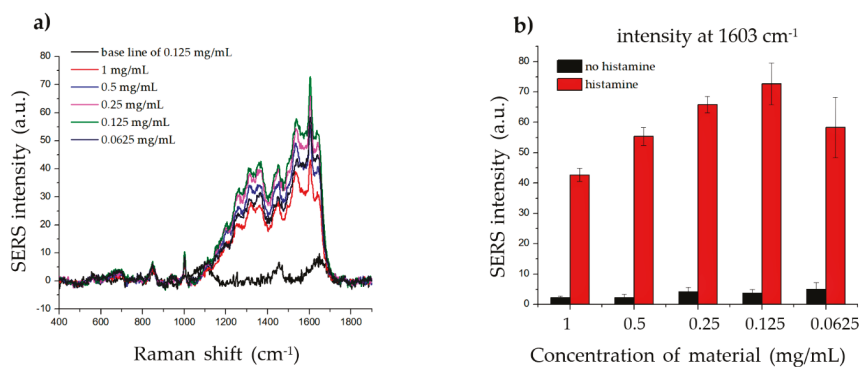 a)
base line of 0.125 mg/mL
1 mg/mL
0.5 mg/mL
0.25 mg/mL
0.125 mg/mL
0.0625 mg/mL
80
70
60
50
40
30
20
10
0
-10
SERS intensity (a.u.)
400 600 800 1000 1200 1400 1600 1800
Raman shift (cm-1)
b)
intensity at 1603 cm-1
no histamine
histamine
80
70
60
50
40
30
20
10
0
SERS intensity (a.u.)
1 0.5 0.25 0.125 0.0625
Concentration of material (mg/mL)